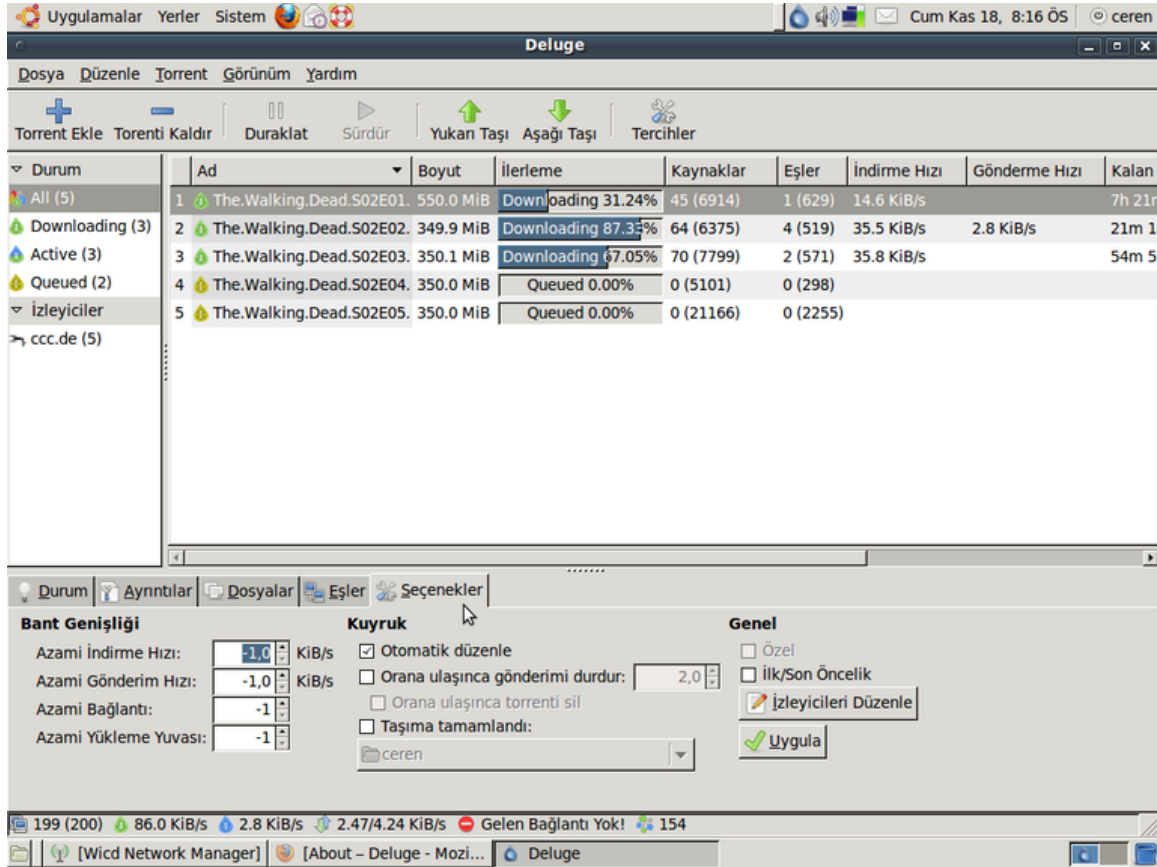 Uygulamalar Yerler Sistem Cum Kas 18, 8:16 ÖS ceren
Deluge
Dosya Düzenle Torrent Görünüm Yardım
Torrent Ekle Torenti Kaldır Duraklat Sürdür Yukarı Taşı Aşağı Taşı Tercihler
Durum Ad Boyut İlerleme Kaynaklar Eşler İndirme Hızı Gönderme Hızı Kalan
All (5) 1 The.Walking.Dead.S02E01. 550.0 MiB Downloading 31.24% 45 (6914) 1 (629) 14.6 KiB/s 7h 21m
Downloading (3) 2 The.Walking.Dead.S02E02. 349.9 MiB Downloading 87.33% 64 (6375) 4 (519) 35.5 KiB/s 2.8 KiB/s 21m 1
Active (3) 3 The.Walking.Dead.S02E03. 350.1 MiB Downloading 67.05% 70 (7799) 2 (571) 35.8 KiB/s 54m 5
Queued (2) 4 The.Walking.Dead.S02E04. 350.0 MiB Queued 0.00% 0 (5101) 0 (298)
İzleyiciler 5 The.Walking.Dead.S02E05. 350.0 MiB Queued 0.00% 0 (21166) 0 (2255)
ccc.de (5)
Durum Ayrıntılar Dosyalar Eşler Seçenekler
Bant Genişliği Kuyruk Genel
Azami İndirme Hızı: -1,0 KiB/s Otomatik düzenle Özel
Azami Gönderim Hızı: -1,0 KiB/s Orana ulaşınca gönderimi durdur: 2,0 İlk/Son Öncelik
Azami Bağlantı: -1 Orana ulaşınca torrenti sil İzleyicileri Düzenle
Azami Yükleme Yuvası: -1 Taşıma tamamlandı:
ceren Uygula
199 (200) 86.0 KiB/s 2.8 KiB/s 2.47/4.24 KiB/s Gelen Bağlantı Yok! 154
[Wicd Network Manager] [About – Deluge - Mozi... Deluge